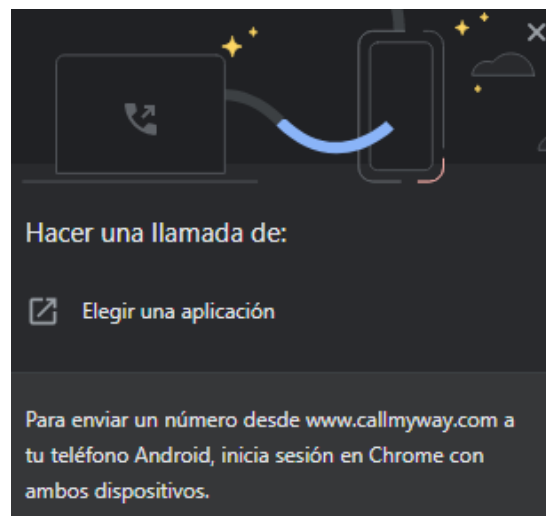 Hacer una llamada de:
Elegir una aplicación
Para enviar un número desde www.callmyway.com a
tu teléfono Android, inicia sesión en Chrome con
ambos dispositivos.